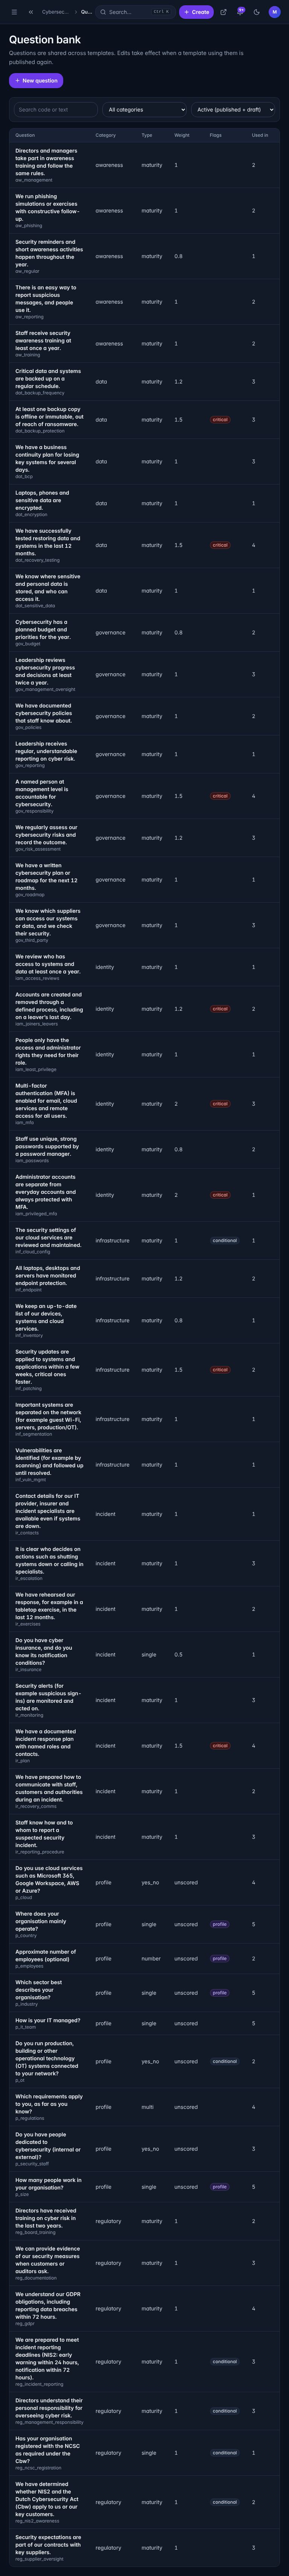 Cybersec... › Qu...
Search... Ctrl K
+ Create
9+
M
Question bank
Questions are shared across templates. Edits take effect when a template using them is
published again.
+ New question
Search code or text
All categories
Active (published + draft)
Question Category Type Weight Flags Used in
Directors and managers
take part in awareness
training and follow the
same rules.
aw_management
awareness maturity 1 2
We run phishing
simulations or exercises
with constructive follow-
up.
aw_phishing
awareness maturity 1 2
Security reminders and
short awareness activities
happen throughout the
year.
aw_regular
awareness maturity 0.8 1
There is an easy way to
report suspicious
messages, and people
use it.
aw_reporting
awareness maturity 1 2
Staff receive security
awareness training at
least once a year.
aw_training
awareness maturity 1 2
Critical data and systems
are backed up on a
regular schedule.
dat_backup_frequency
data maturity 1.2 3
At least one backup copy
is offline or immutable, out
of reach of ransomware.
dat_backup_protection
data maturity 1.5 critical 3
We have a business
continuity plan for losing
key systems for several
days.
dat_bcp
data maturity 1 3
Laptops, phones and
sensitive data are
encrypted.
dat_encryption
data maturity 1 1
We have successfully
tested restoring data and
systems in the last 12
months.
dat_recovery_testing
data maturity 1.5 critical 4
We know where sensitive
and personal data is
stored, and who can
access it.
dat_sensitive_data
data maturity 1 1
Cybersecurity has a
planned budget and
priorities for the year.
gov_budget
governance maturity 0.8 2
Leadership reviews
cybersecurity progress
and decisions at least
twice a year.
gov_management_oversight
governance maturity 1 3
We have documented
cybersecurity policies
that staff know about.
gov_policies
governance maturity 1 2
Leadership receives
regular, understandable
reporting on cyber risk.
gov_reporting
governance maturity 1 1
A named person at
management level is
accountable for
cybersecurity.
gov_responsibility
governance maturity 1.5 critical 4
We regularly assess our
cybersecurity risks and
record the outcome.
gov_risk_assessment
governance maturity 1.2 3
We have a written
cybersecurity plan or
roadmap for the next 12
months.
gov_roadmap
governance maturity 1 1
We know which suppliers
can access our systems
or data, and we check
their security.
gov_third_party
governance maturity 1 3
We review who has
access to systems and
data at least once a year.
iam_access_reviews
identity maturity 1 1
Accounts are created and
removed through a
defined process, including
on a leaver's last day.
iam_joiners_leavers
identity maturity 1.2 critical 2
People only have the
access and administrator
rights they need for their
role.
iam_least_privilege
identity maturity 1 1
Multi-factor
authentication (MFA) is
enabled for email, cloud
services and remote
access for all users.
iam_mfa
identity maturity 2 critical 3
Staff use unique, strong
passwords supported by
a password manager.
iam_passwords
identity maturity 0.8 2
Administrator accounts
are separate from
everyday accounts and
always protected with
MFA.
iam_privileged_mfa
identity maturity 2 critical 1
The security settings of
our cloud services are
reviewed and maintained.
inf_cloud_config
infrastructure maturity 1 conditional 1
All laptops, desktops and
servers have monitored
endpoint protection.
inf_endpoint
infrastructure maturity 1.2 2
We keep an up-to-date
list of our devices,
systems and cloud
services.
inf_inventory
infrastructure maturity 0.8 1
Security updates are
applied to systems and
applications within a few
weeks, critical ones
faster.
inf_patching
infrastructure maturity 1.5 critical 2
Important systems are
separated on the network
(for example guest Wi-Fi,
servers, production/OT).
inf_segmentation
infrastructure maturity 1 1
Vulnerabilities are
identified (for example by
scanning) and followed up
until resolved.
inf_vuln_mgmt
infrastructure maturity 1 1
Contact details for our IT
provider, insurer and
incident specialists are
available even if systems
are down.
ir_contacts
incident maturity 1 1
It is clear who decides on
actions such as shutting
systems down or calling in
specialists.
ir_escalation
incident maturity 1 3
We have rehearsed our
response, for example in a
tabletop exercise, in the
last 12 months.
ir_exercises
incident maturity 1 2
Do you have cyber
insurance, and do you
know its notification
conditions?
ir_insurance
incident single 0.5 1
Security alerts (for
example suspicious sign-
ins) are monitored and
acted on.
ir_monitoring
incident maturity 1 3
We have a documented
incident response plan
with named roles and
contacts.
ir_plan
incident maturity 1.5 critical 4
We have prepared how to
communicate with staff,
customers and authorities
during an incident.
ir_recovery_comms
incident maturity 1 2
Staff know how and to
whom to report a
suspected security
incident.
ir_reporting_procedure
incident maturity 1 3
Do you use cloud services
such as Microsoft 365,
Google Workspace, AWS
or Azure?
p_cloud
profile yes_no unscored 4
Where does your
organisation mainly
operate?
p_country
profile single unscored profile 5
Approximate number of
employees (optional)
p_employees
profile number unscored profile 2
Which sector best
describes your
organisation?
p_industry
profile single unscored profile 5
How is your IT managed?
p_it_team
profile single unscored 5
Do you run production,
building or other
operational technology
(OT) systems connected
to your network?
p_ot
profile yes_no unscored conditional 2
Which requirements apply
to you, as far as you
know?
p_regulations
profile multi unscored 4
Do you have people
dedicated to
cybersecurity (internal or
external)?
p_security_staff
profile yes_no unscored 3
How many people work in
your organisation?
p_size
profile single unscored profile 5
Directors have received
training on cyber risk in
the last two years.
reg_board_training
regulatory maturity 1 2
We can provide evidence
of our security measures
when customers or
auditors ask.
reg_documentation
regulatory maturity 1 3
We understand our GDPR
obligations, including
reporting data breaches
within 72 hours.
reg_gdpr
regulatory maturity 1 4
We are prepared to meet
incident reporting
deadlines (NIS2: early
warning within 24 hours,
notification within 72
hours).
reg_incident_reporting
regulatory maturity 1 conditional 3
Directors understand their
personal responsibility for
overseeing cyber risk.
reg_management_responsibility
regulatory maturity 1 conditional 3
Has your organisation
registered with the NCSC
as required under the
Cbw?
reg_ncsc_registration
regulatory single 1 conditional 1
We have determined
whether NIS2 and the
Dutch Cybersecurity Act
(Cbw) apply to us or our
key customers.
reg_nis2_awareness
regulatory maturity 1 conditional 2
Security expectations are
part of our contracts with
key suppliers.
reg_supplier_oversight
regulatory maturity 1 3